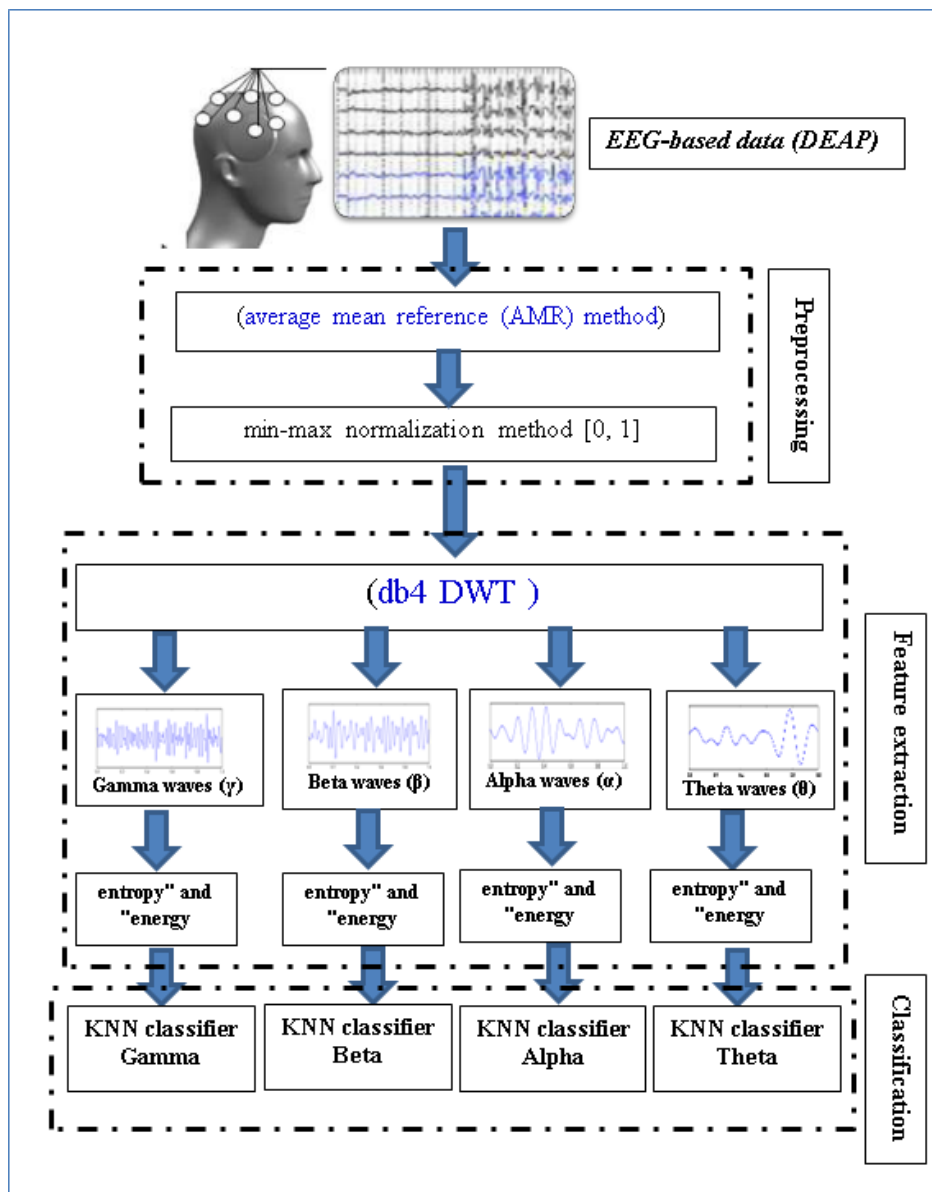 EEG-based data (DEAP)
Preprocessing
(average mean reference (AMR) method)
min-max normalization method [0, 1]
Feature extraction
(db4 DWT )
Gamma waves (γ)
Beta waves (β)
Alpha waves (α)
Theta waves (θ)
entropy" and
"energy
entropy" and
"energy
entropy" and
"energy
entropy" and
"energy
Classification
KNN classifier
Gamma
KNN classifier
Beta
KNN classifier
Alpha
KNN classifier
Theta